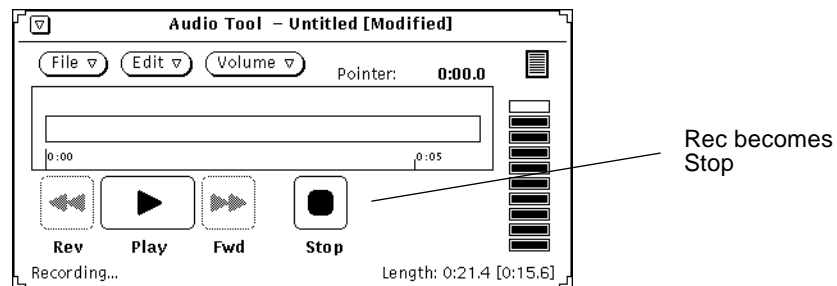 Audio Tool – Untitled [Modified]
File Edit Volume Pointer: 0:00.0
0:00 0:05
Rec becomes
Stop
Rev Play Fwd Stop
Recording... Length: 0:21.4 [0:15.6]